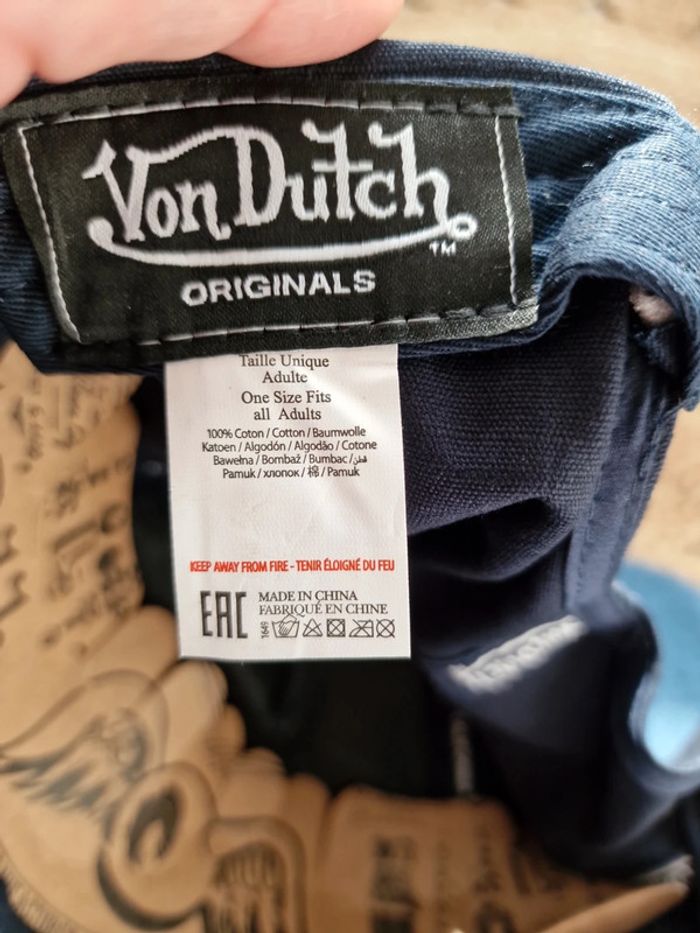 Von Dutch
TM
ORIGINALS
Taille Unique
Adulte
One Size Fits
all Adults
100% Coton / Cotton / Baumwolle
Katoen / Algodón / Algodão / Cotone
Bawełna / Bombaž / Bumbac / قطن
Pamuk / хлопок / 棉 / Pamuk
KEEP AWAY FROM FIRE - TENIR ÉLOIGNÉ DU FEU
EAC
MADE IN CHINA
FABRIQUÉ EN CHINE
1649